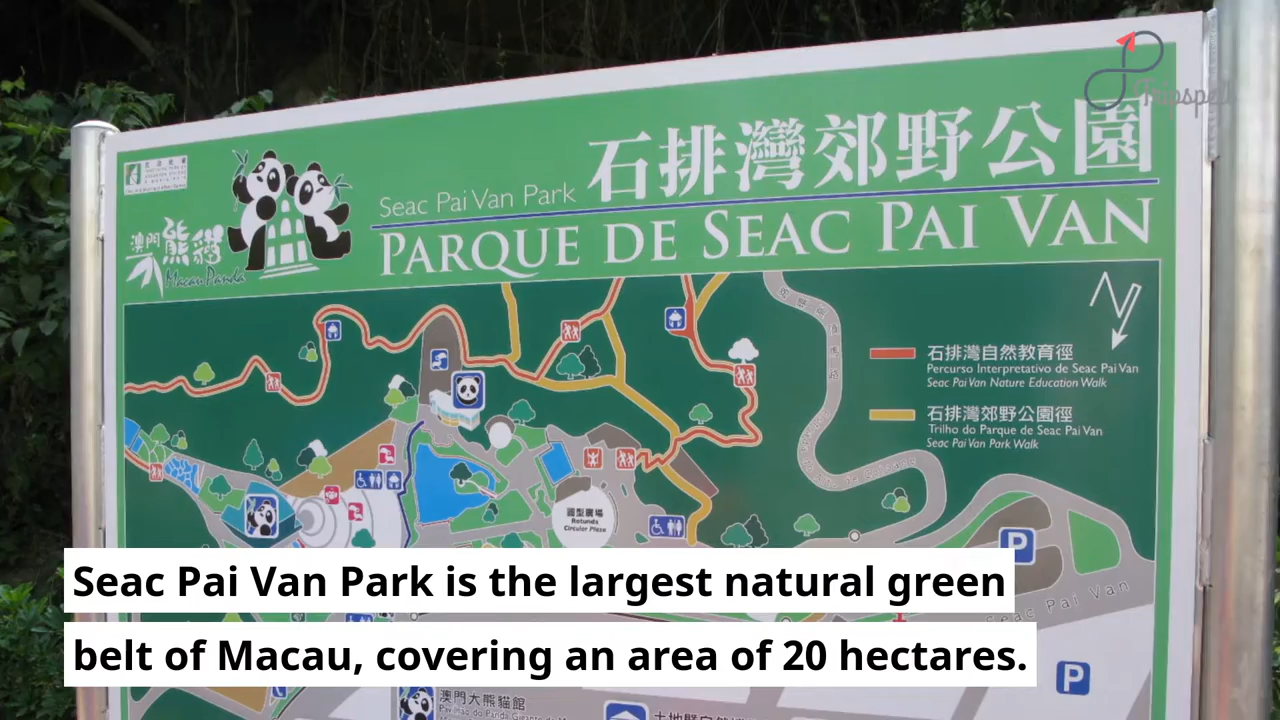 Tripspell
石排灣郊野公園
Seac Pai Van Park
PARQUE DE SEAC PAI VAN
澳門熊貓
Macau Panda
石排灣自然教育徑
Percurso Interpretativo de Seac Pai Van
Seac Pai Van Nature Education Walk
石排灣郊野公園徑
Trilho do Parque de Seac Pai Van
Seac Pai Van Park Walk
圓型廣場
Rotunda
Circular Plaza
P
Seac Pai Van
Seac Pai Van Park is the largest natural green
belt of Macau, covering an area of 20 hectares.
P
澳門大熊貓館